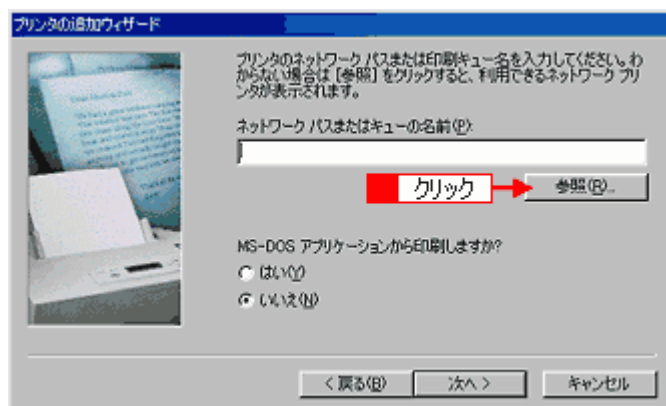 プリンタの追加ウィザード
プリンタのネットワーク パスまたは印刷キュー名を入力してください。わ
からない場合は [参照] をクリックすると、利用できるネットワーク プリ
ンタが表示されます。
ネットワーク パスまたはキューの名前(P):
クリック
参照(R)...
MS-DOS アプリケーションから印刷しますか?
はい(Y)
いいえ(N)
< 戻る(B)
次へ >
キャンセル